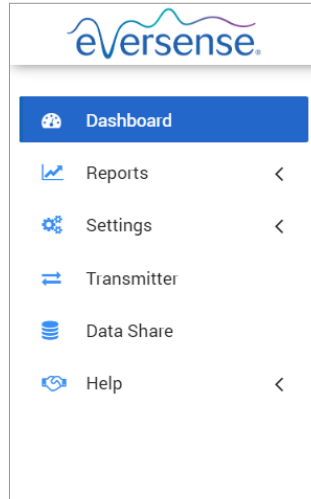 eversense.
Dashboard
Reports
Settings
Transmitter
Data Share
Help